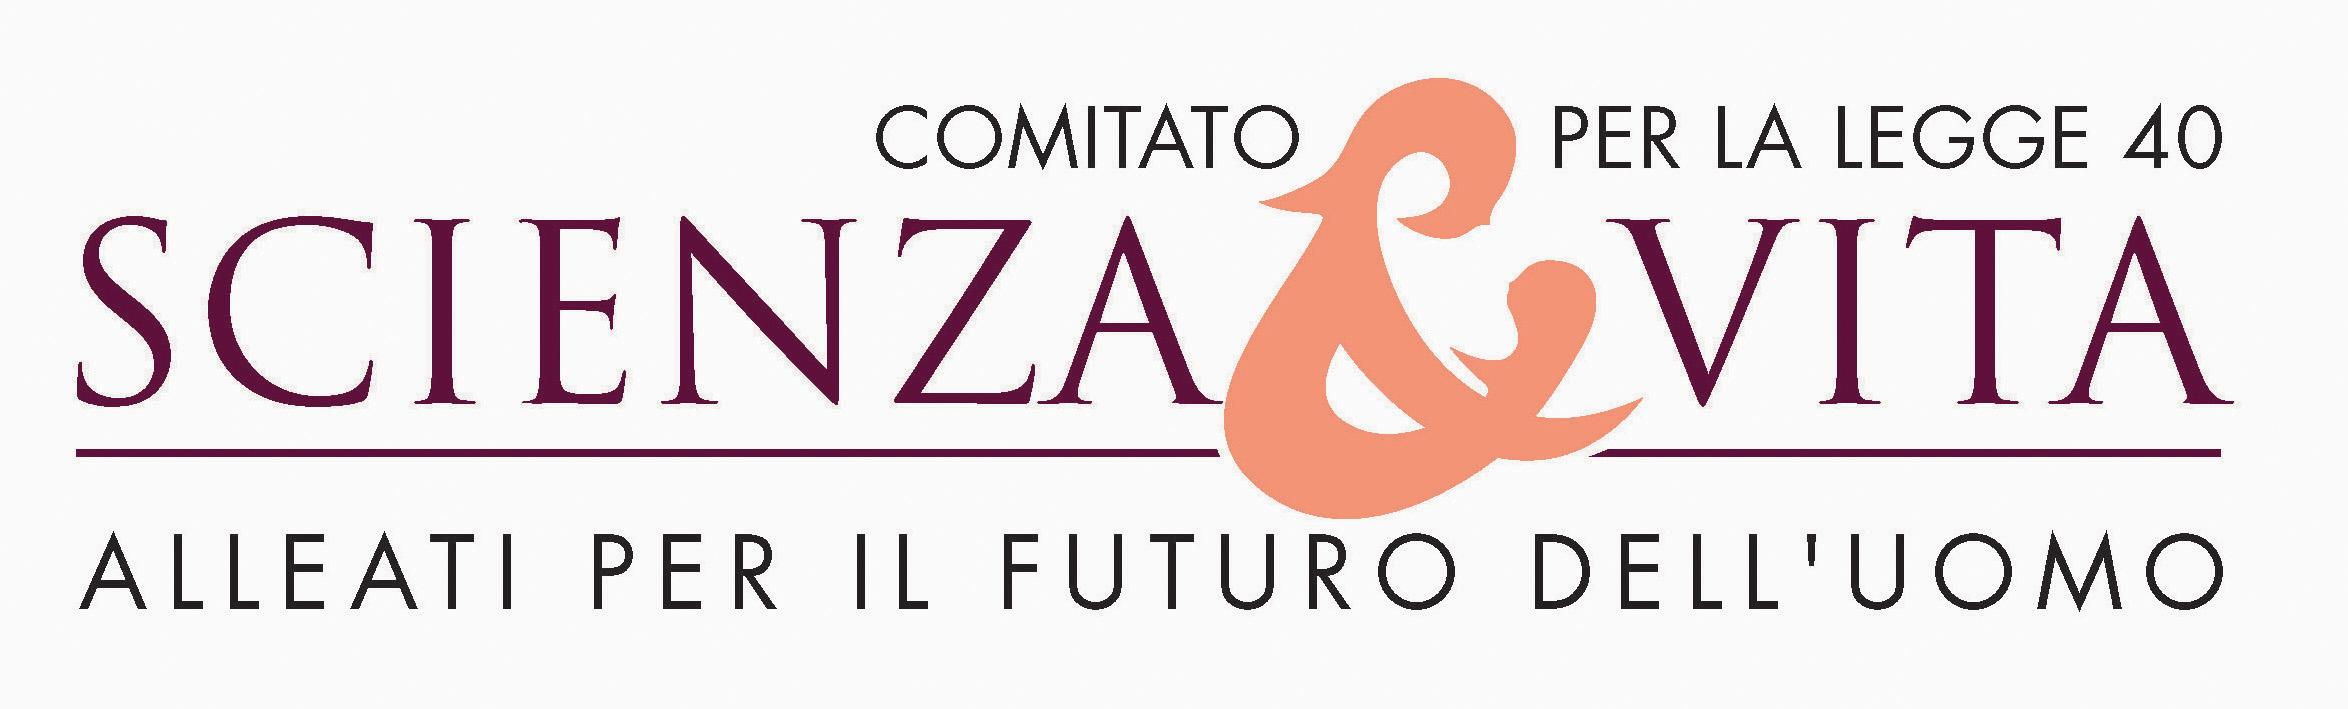 COMITATO PER LA LEGGE 40
SCIENZA & VITA
ALLEATI PER IL FUTURO DELL'UOMO